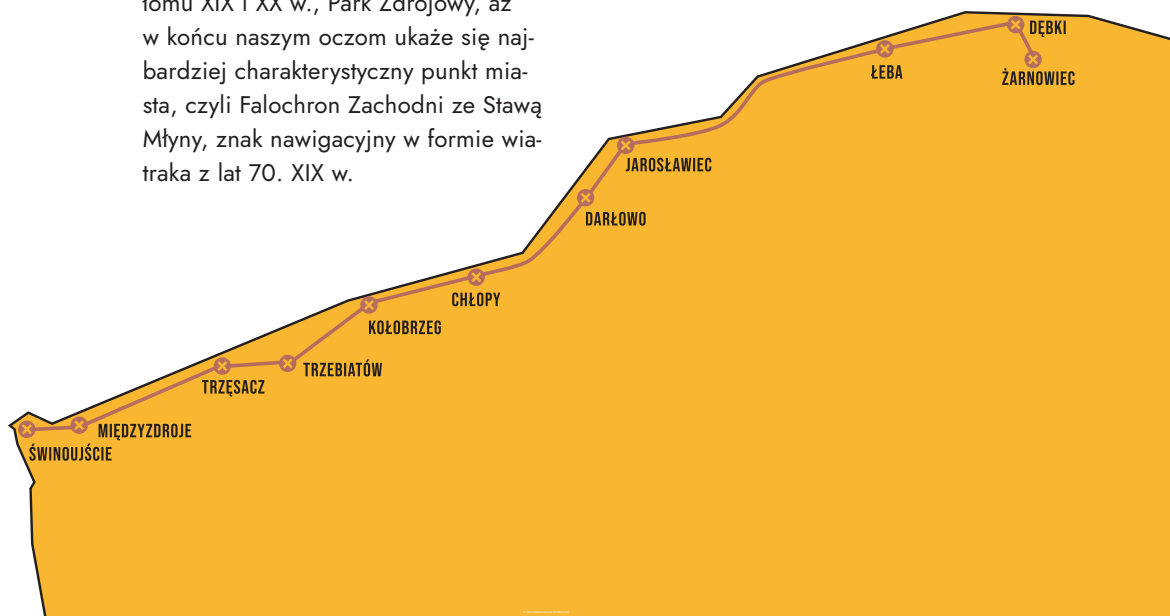 łomu XIX i XX w., Park Zdrojowy, aż
w końcu naszym oczom ukaże się naj-
bardziej charakterystyczny punkt mia-
sta, czyli Falochron Zachodni ze Stawą
Młyny, znak nawigacyjny w formie wia-
traka z lat 70. XIX w.
DĘBKI
ŁEBA
ŻARNOWIEC
JAROSŁAWIEC
DARŁOWO
CHŁOPY
KOŁOBRZEG
TRZEBIATÓW
TRZĘSACZ
MIĘDZYZDROJE
ŚWINOUJŚCIE